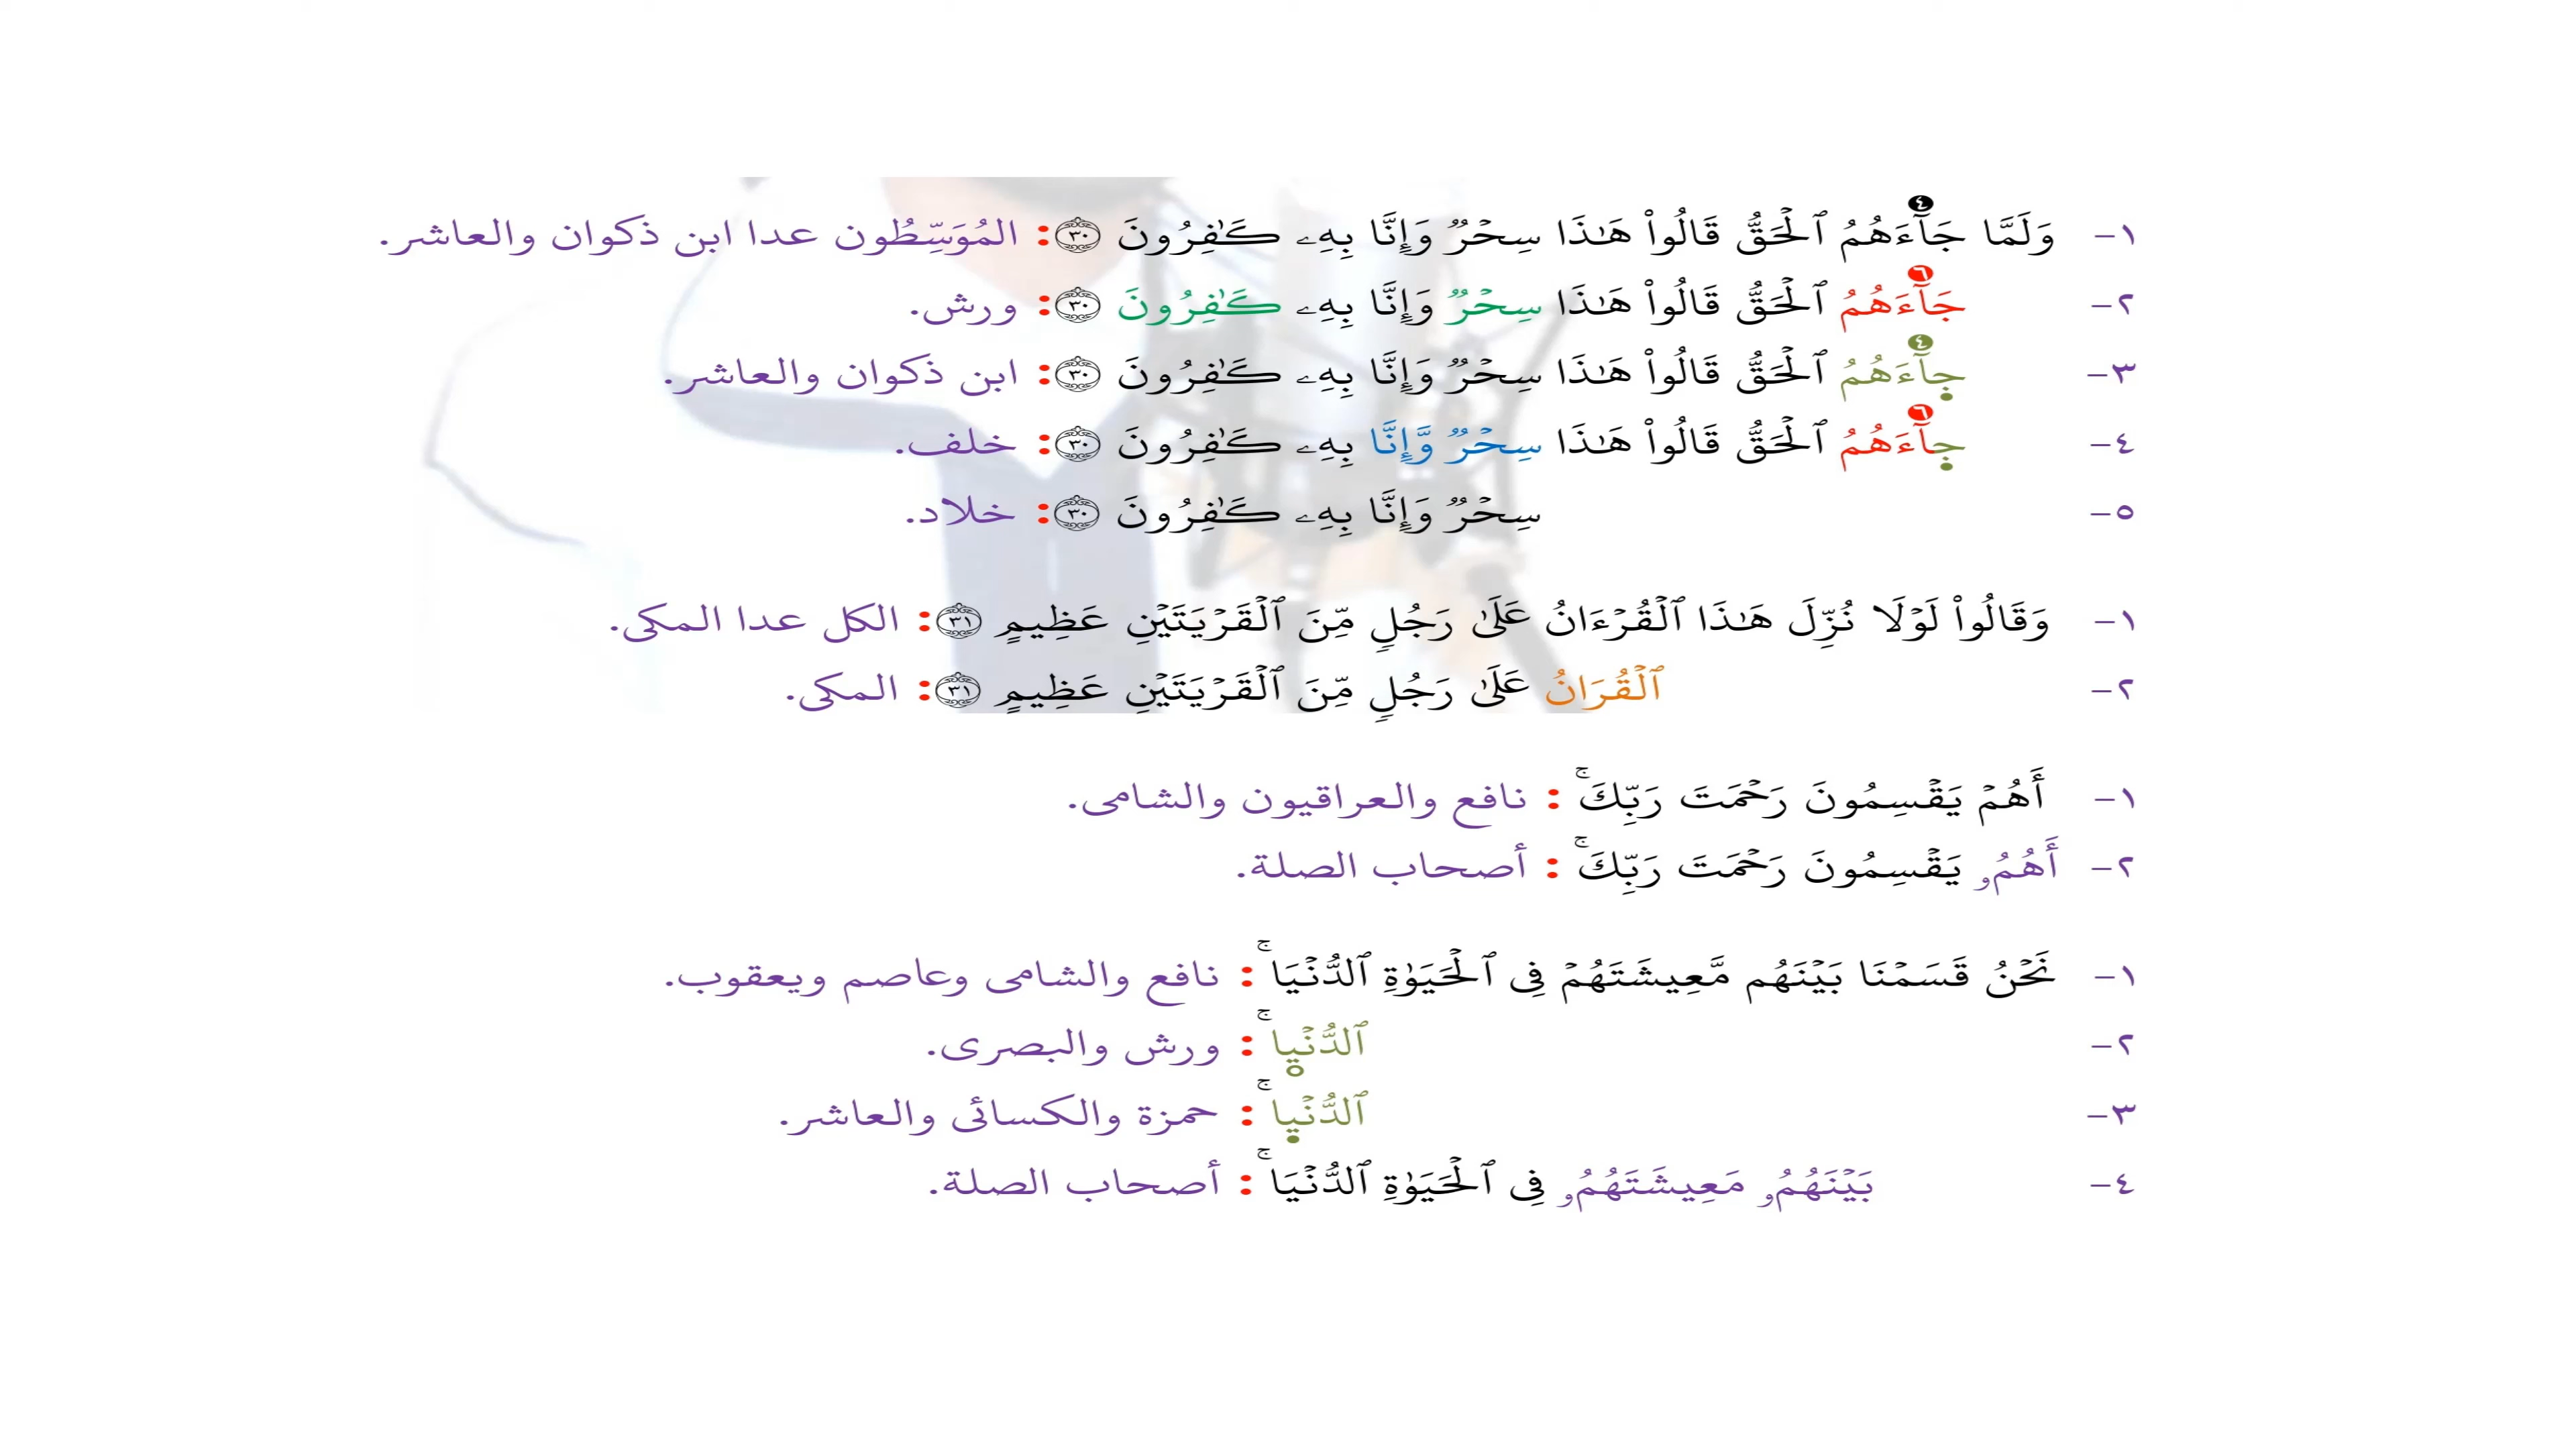 ١- وَلَمَّا جَآءَهُمُ ٱلْحَقُّ قَالُواْ هَـٰذَا سِحْرٌ وَإِنَّا بِهِۦ كَـٰفِرُونَ ٣٠ : المُوَسِّطُون عدا ابن ذكوان والعاشر.
٢- جَآءَهُمُ ٱلْحَقُّ قَالُواْ هَـٰذَا سِحْرٌ وَإِنَّا بِهِۦ كَـٰفِرُونَ ٣٠ : ورش.
٣- جآءَهُمُ ٱلْحَقُّ قَالُواْ هَـٰذَا سِحْرٌ وَإِنَّا بِهِۦ كَـٰفِرُونَ ٣٠ : ابن ذكوان والعاشر.
٤- جآءَهُمُ ٱلْحَقُّ قَالُواْ هَـٰذَا سِحْرٌ وَّإِنَّا بِهِۦ كَـٰفِرُونَ ٣٠ : خلف.
٥- سِحْرٌ وَإِنَّا بِهِۦ كَـٰفِرُونَ ٣٠ : خلاد.
١- وَقَالُواْ لَوْلَا نُزِّلَ هَـٰذَا ٱلْقُرْءَانُ عَلَىٰ رَجُلٍ مِّنَ ٱلْقَرْيَتَيْنِ عَظِيمٍ ٣١ : الكل عدا المكى.
٢- ٱلْقُرَانُ عَلَىٰ رَجُلٍ مِّنَ ٱلْقَرْيَتَيْنِ عَظِيمٍ ٣١ : المكى.
١- أَهُمْ يَقْسِمُونَ رَحْمَتَ رَبِّكَ ۚ : نافع والعراقيون والشامى.
٢- أَهُمُۥ يَقْسِمُونَ رَحْمَتَ رَبِّكَ ۚ : أصحاب الصلة.
١- نَحْنُ قَسَمْنَا بَيْنَهُم مَّعِيشَتَهُمْ فِى ٱلْحَيَوٰةِ ٱلدُّنْيَا ۚ : نافع والشامى وعاصم ويعقوب.
٢- ٱلدُّنْيا ۚ : ورش والبصرى.
٣- ٱلدُّنْيا ۚ : حمزة والكسائى والعاشر.
٤- بَيْنَهُمُۥ مَعِيشَتَهُمُۥ فِى ٱلْحَيَوٰةِ ٱلدُّنْيَا ۚ : أصحاب الصلة.